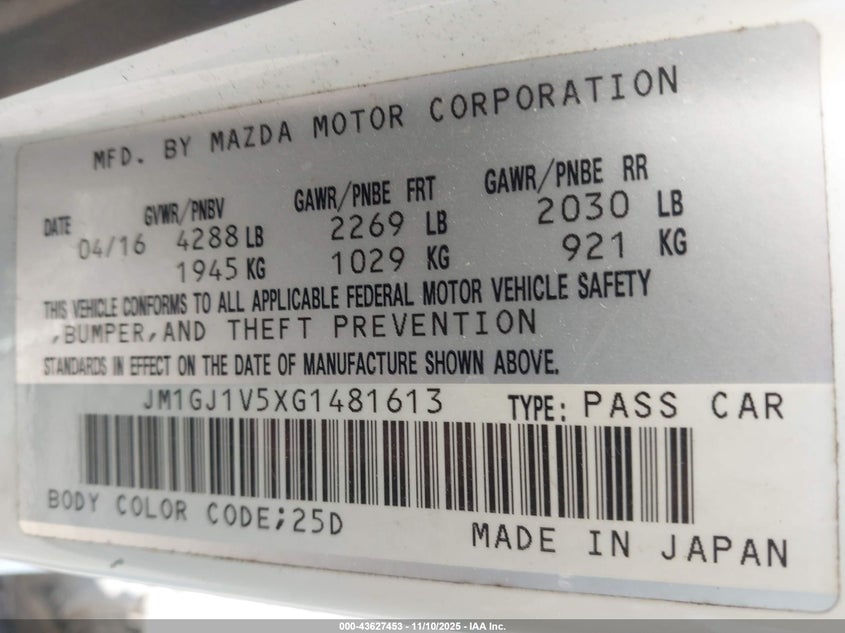 MFD. BY MAZDA MOTOR CORPORATION
DATE GVWR/PNBV GAWR/PNBE FRT GAWR/PNBE RR
04/16 4288 LB 2269 LB 2030 LB
1945 KG 1029 KG 921 KG
THIS VEHICLE CONFORMS TO ALL APPLICABLE FEDERAL MOTOR VEHICLE SAFETY
,BUMPER,AND THEFT PREVENTION
STANDARDS IN EFFECT ON THE DATE OF MANUFACTURE SHOWN ABOVE.
JM1GJ1V5XG1481613 TYPE: PASS CAR
BODY COLOR CODE;25D
MADE IN JAPAN
000-43627453 - 11/10/2025 - IAA Inc.